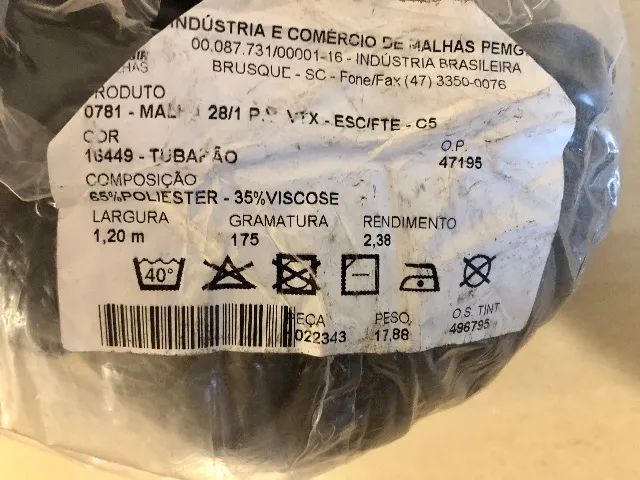 INDÚSTRIA E COMÉRCIO DE MALHAS PEMG
00.087.731/00001-16 - INDÚSTRIA BRASILEIRA
BRUSQUE - SC - Fone/Fax (47) 3350-0076
PRODUTO
0781 - MALHA 28/1 P.P. VTX - ESC/FTE - C5
COR
16449 - TUBARÃO
O.P.
47195
COMPOSIÇÃO
65%POLIESTER - 35%VISCOSE
LARGURA GRAMATURA RENDIMENTO
1,20 m 175 2,38
40°
PEÇA PESO O.S. TINT
1022343 17,88 496795